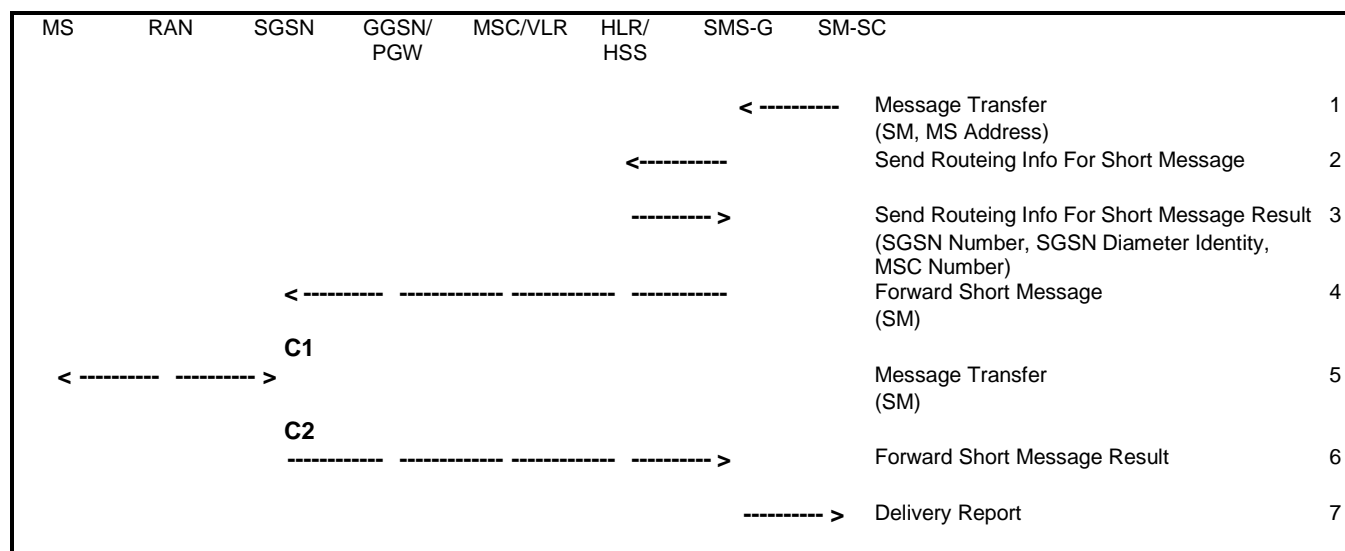 MS RAN SGSN GGSN/ MSC/VLR HLR/ SMS-G SM-SC
PGW HSS
< ---------- Message Transfer 1
(SM, MS Address)
<----------- Send Routeing Info For Short Message 2
---------- > Send Routeing Info For Short Message Result 3
(SGSN Number, SGSN Diameter Identity,
MSC Number)
< ---------- ------------- ------------- ------------ Forward Short Message 4
(SM)
C1
< ---------- ---------- > Message Transfer 5
(SM)
C2
------------ ------------- ------------- ---------- > Forward Short Message Result 6
---------- > Delivery Report 7